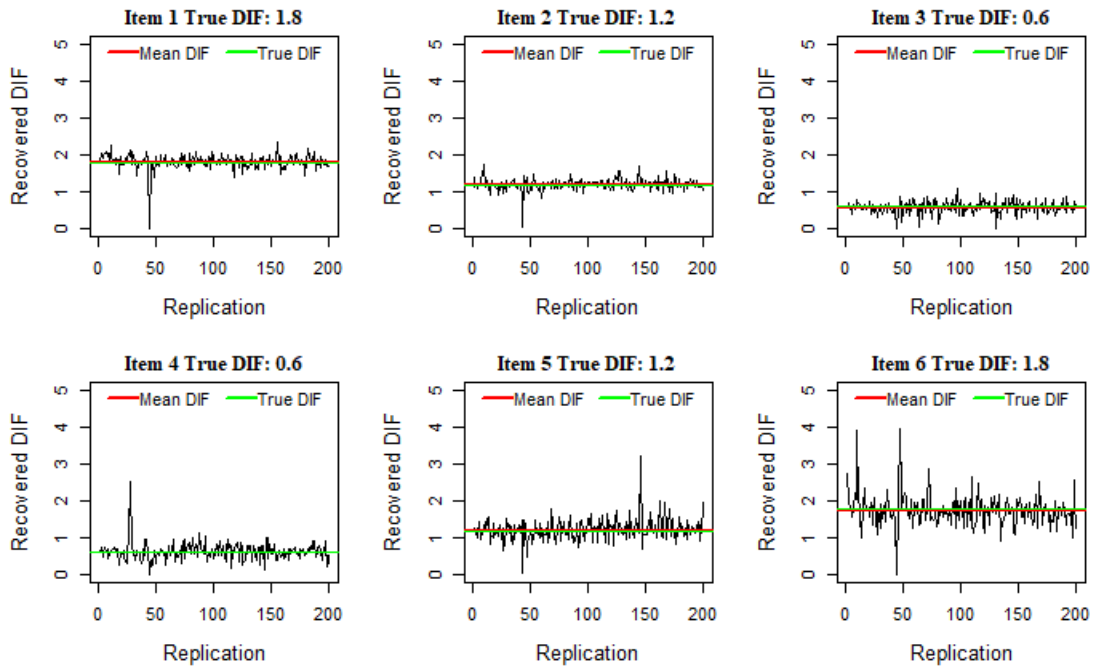 Item 1 True DIF: 1.8
Mean DIF True DIF
Recovered DIF
5
4
3
2
1
0
0 50 100 150 200
Replication
Item 2 True DIF: 1.2
Mean DIF True DIF
Recovered DIF
5
4
3
2
1
0
0 50 100 150 200
Replication
Item 3 True DIF: 0.6
Mean DIF True DIF
Recovered DIF
5
4
3
2
1
0
0 50 100 150 200
Replication
Item 4 True DIF: 0.6
Mean DIF True DIF
Recovered DIF
5
4
3
2
1
0
0 50 100 150 200
Replication
Item 5 True DIF: 1.2
Mean DIF True DIF
Recovered DIF
5
4
3
2
1
0
0 50 100 150 200
Replication
Item 6 True DIF: 1.8
Mean DIF True DIF
Recovered DIF
5
4
3
2
1
0
0 50 100 150 200
Replication